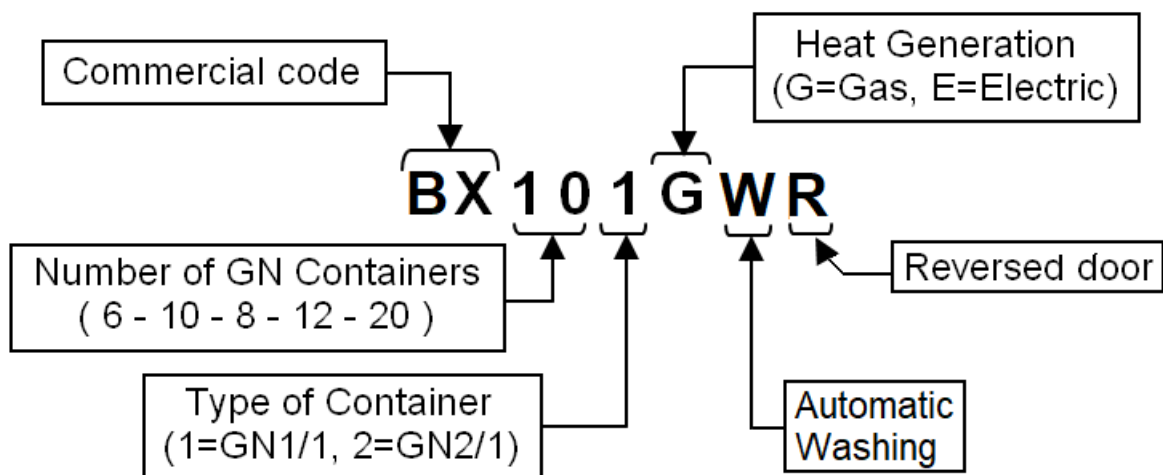 Commercial code
Heat Generation
(G=Gas, E=Electric)
BX101GWR
Number of GN Containers
( 6 - 10 - 8 - 12 - 20 )
Reversed door
Type of Container
(1=GN1/1, 2=GN2/1)
Automatic
Washing